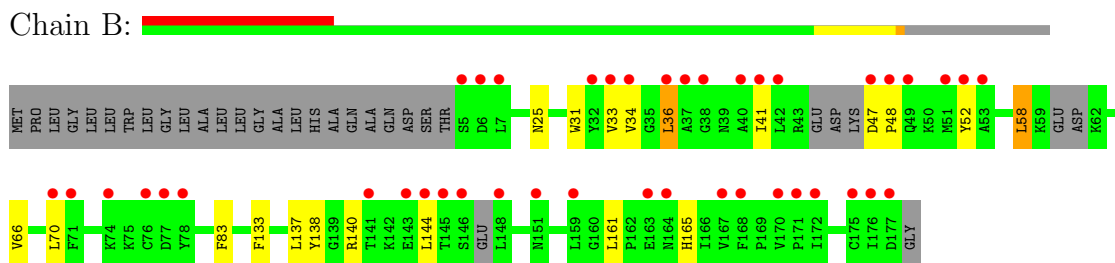 Chain B:
MET PRO LEU GLY LEU LEU TRP LEU GLY LEU ALA LEU LEU GLY ALA LEU HIS ALA GLN ALA GLN ASP SER THR S5 D6 L7 N25 W31 Y32 V33 V34 G35 L36 A37 G38 N39 A40 I41 L42 R43 GLU ASP LYS D47 P48 Q49 K50 M51 Y52 A53 L58 K59 GLU ASP K62
V66 L70 F71 K74 K75 C76 D77 Y78 F83 F133 L137 Y138 G139 R140 T141 K142 E143 L144 T145 S146 GLU L148 N151 L159 G160 L161 P162 E163 N164 H165 I166 V167 F168 P169 V170 P171 I172 C175 I176 D177 GLY